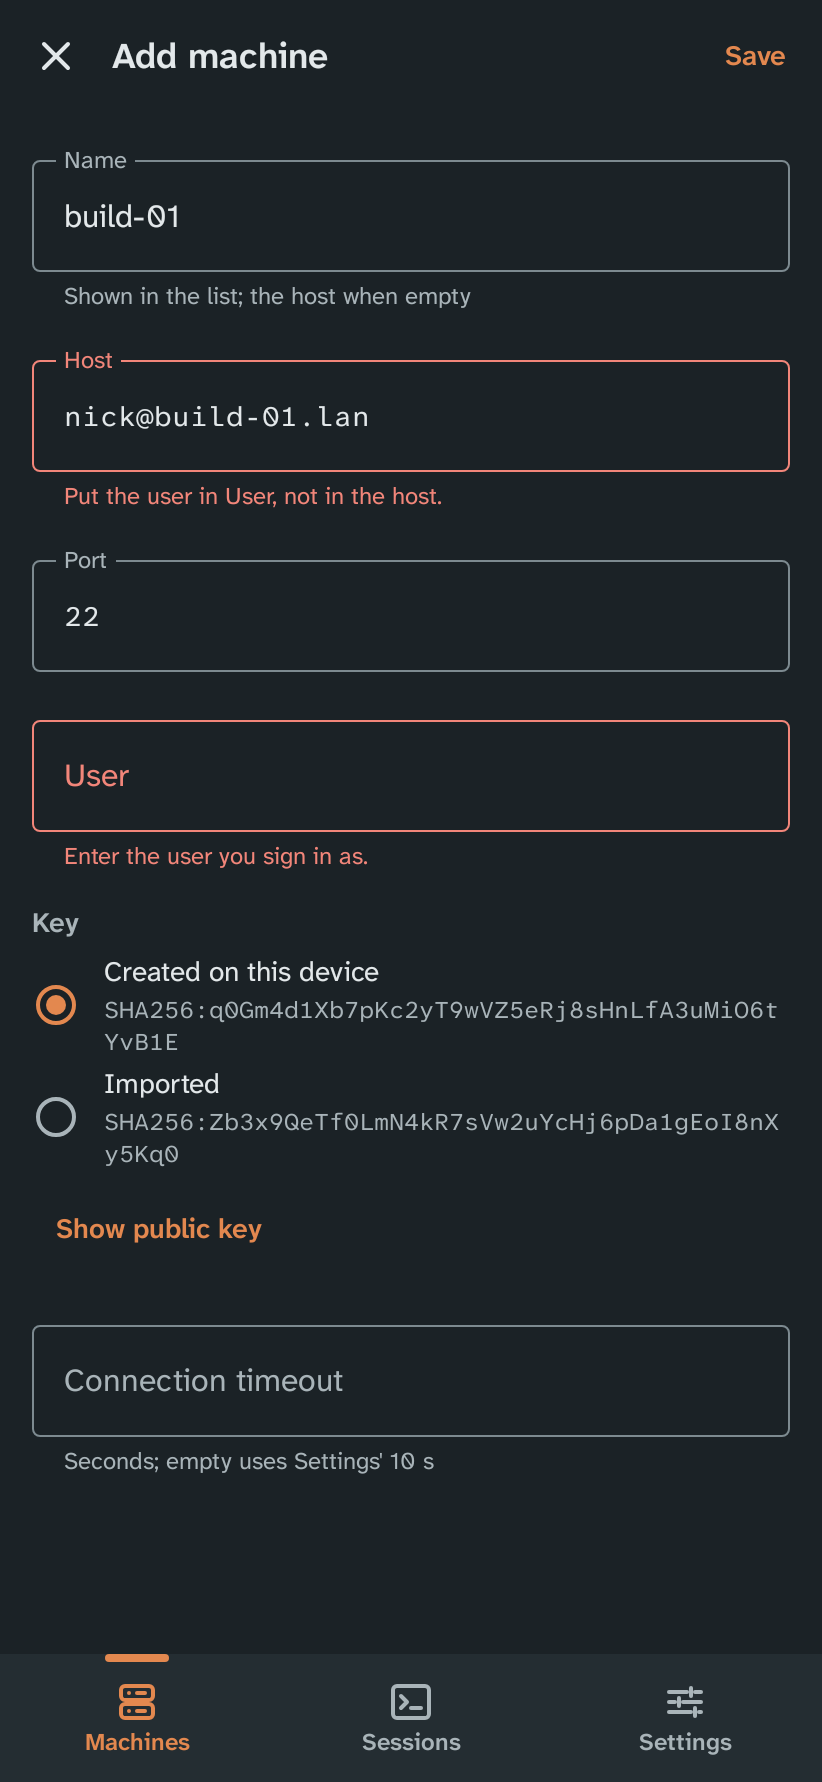 Add machine
Save
Name
build-01
Shown in the list; the host when empty
Host
nick@build-01.lan
Put the user in User, not in the host.
Port
22
User
Enter the user you sign in as.
Key
Created on this device
SHA256:q0Gm4d1Xb7pKc2yT9wVZ5eRj8sHnLfA3uMiO6t
YvB1E
Imported
SHA256:Zb3x9QeTf0LmN4kR7sVw2uYcHj6pDa1gEoI8nX
y5Kq0
Show public key
Connection timeout
Seconds; empty uses Settings' 10 s
Machines
Sessions
Settings